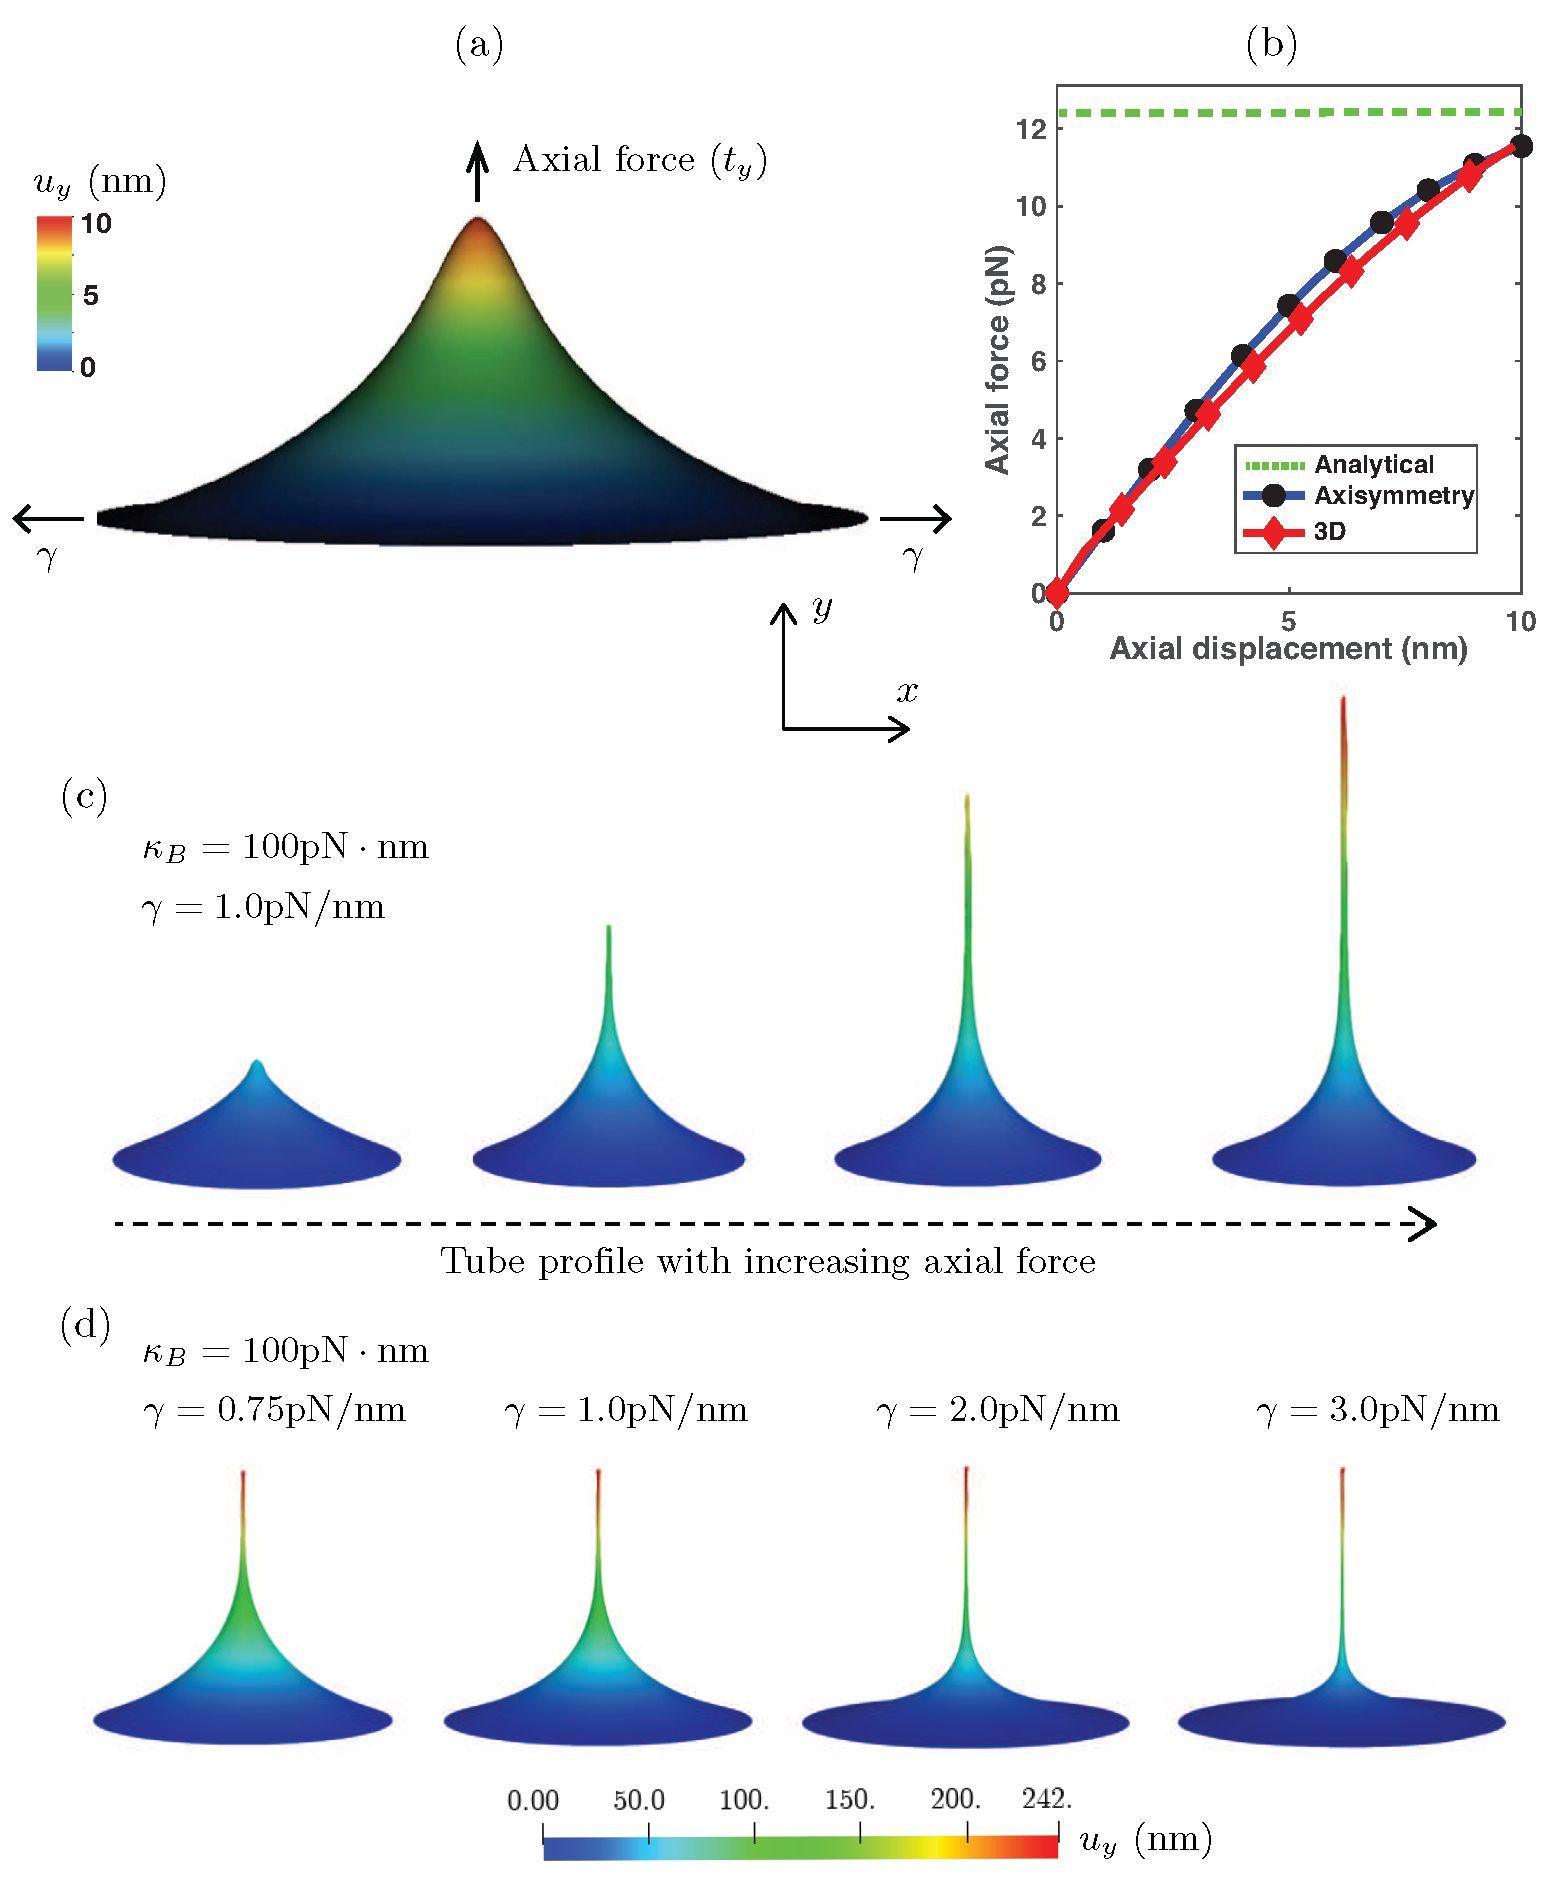 (a)
Axial force (t_y)
u_y (nm)
10
5
0
γ
γ
y
x
(b)
Axial force (pN)
12
10
8
6
4
2
0
0
5
10
Axial displacement (nm)
Analytical
Axisymmetry
3D
(c)
κ_B = 100pN · nm
γ = 1.0pN/nm
Tube profile with increasing axial force
(d)
κ_B = 100pN · nm
γ = 0.75pN/nm
γ = 1.0pN/nm
γ = 2.0pN/nm
γ = 3.0pN/nm
0.00 50.0 100. 150. 200. 242.
u_y (nm)